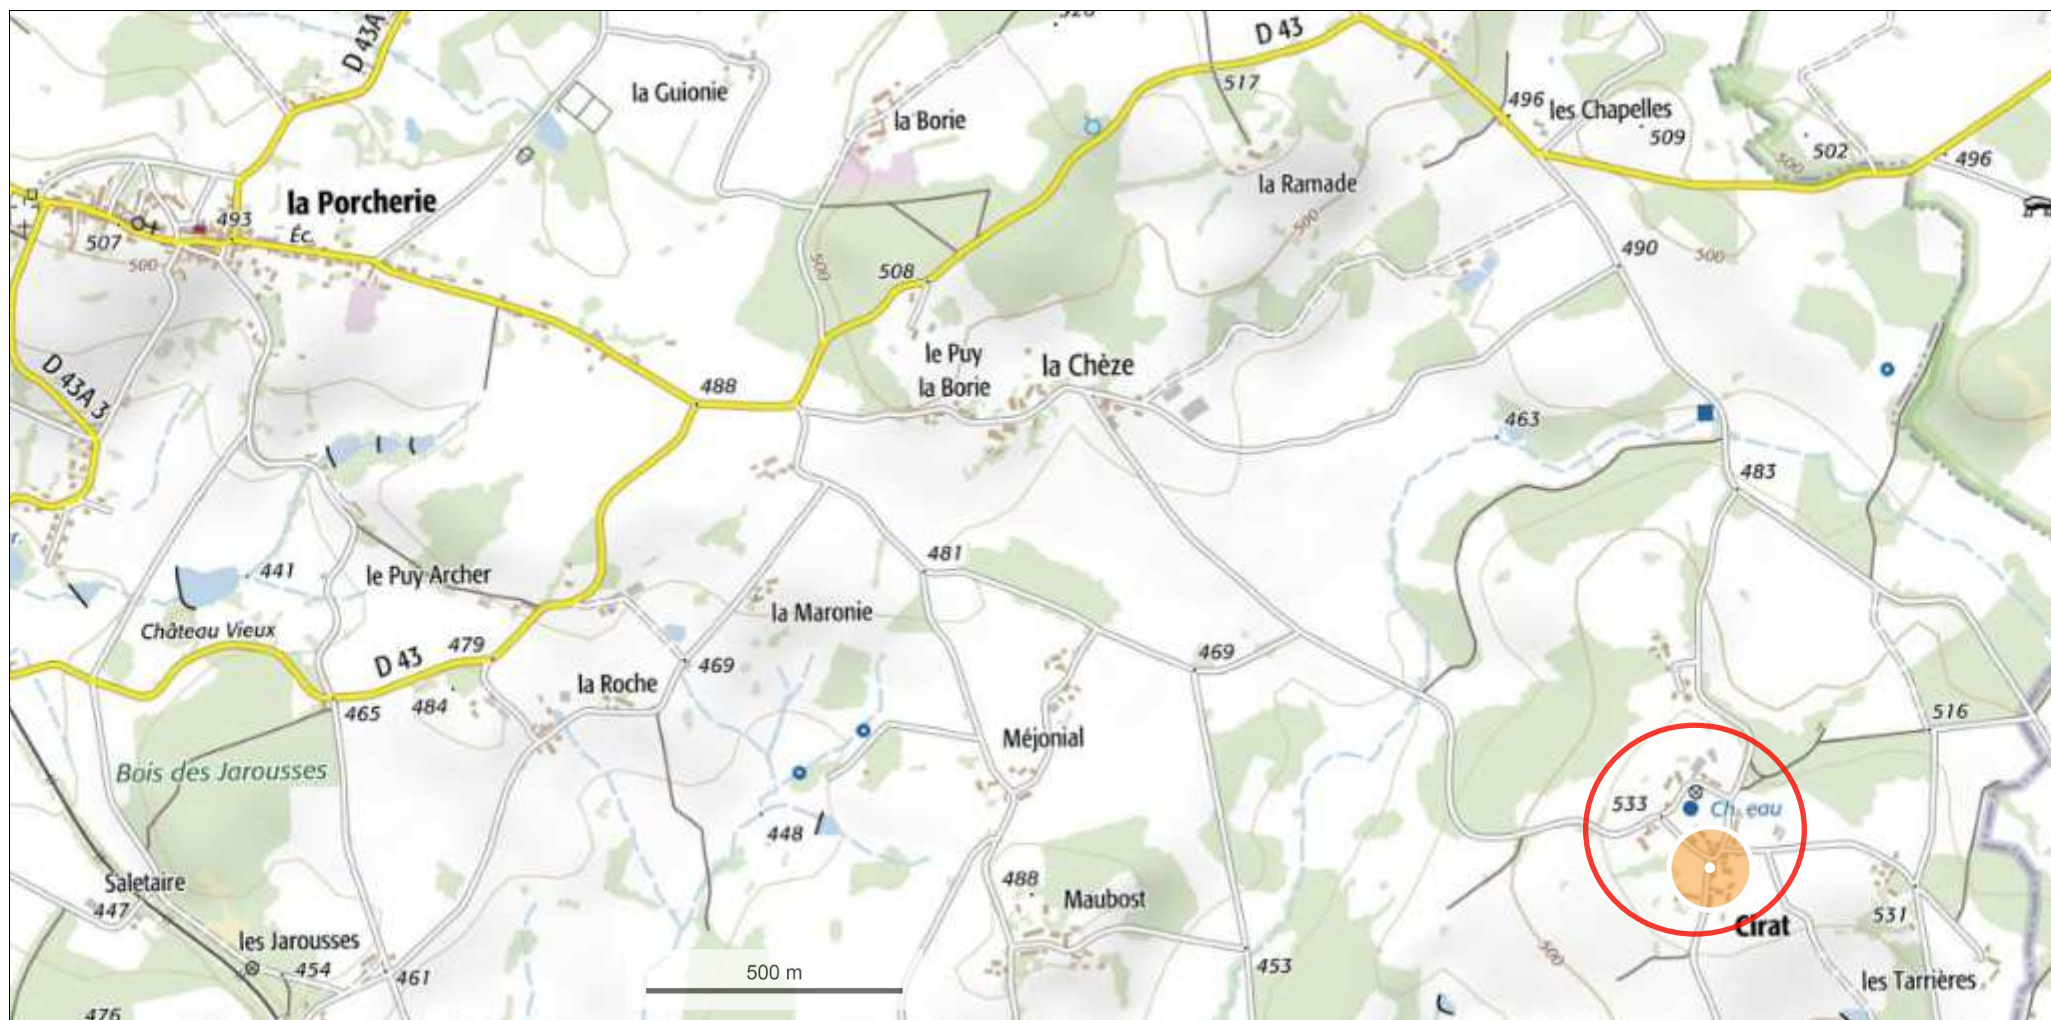 D 43A
528
D 43
la Guionie
la Borie
517
496
les Chapelles
509
502
500
496
la Ramade
la Porcherie
493
Éc.
507
500
500
500
490
500
508
D 43A 3
le Puy
la Borie
la Chèze
488
463
483
481
441
le Puy Archer
la Maronie
Château Vieux
479
D 43
469
469
la Roche
465
484
516
Méjonial
Bois des Jarousses
533
Ch. eau
448
Saletaire
447
488
Maubost
531
Cirat
les Jarousses
454
461
500 m
453
500
les Tarrières
476